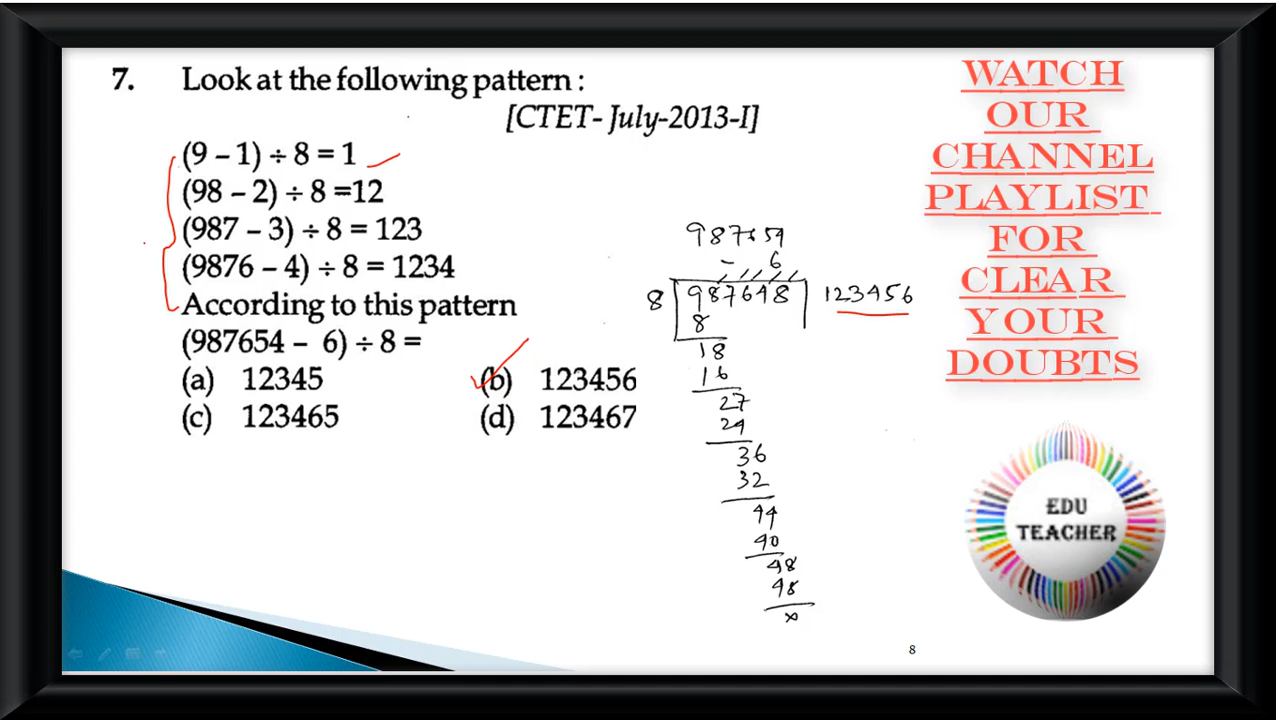 7. Look at the following pattern :
[CTET- July-2013-I]
(9 – 1) ÷ 8 = 1
(98 – 2) ÷ 8 =12
(987 – 3) ÷ 8 = 123
(9876 – 4) ÷ 8 = 1234
According to this pattern
(987654 – 6) ÷ 8 =
(a) 12345 (b) 123456
(c) 123465 (d) 123467
987654
– 6
8 987648 123456
8
18
16
27
24
36
32
44
40
48
48
x
WATCH
OUR
CHANNEL
PLAYLIST
FOR
CLEAR
YOUR
DOUBTS
EDU
TEACHER
8